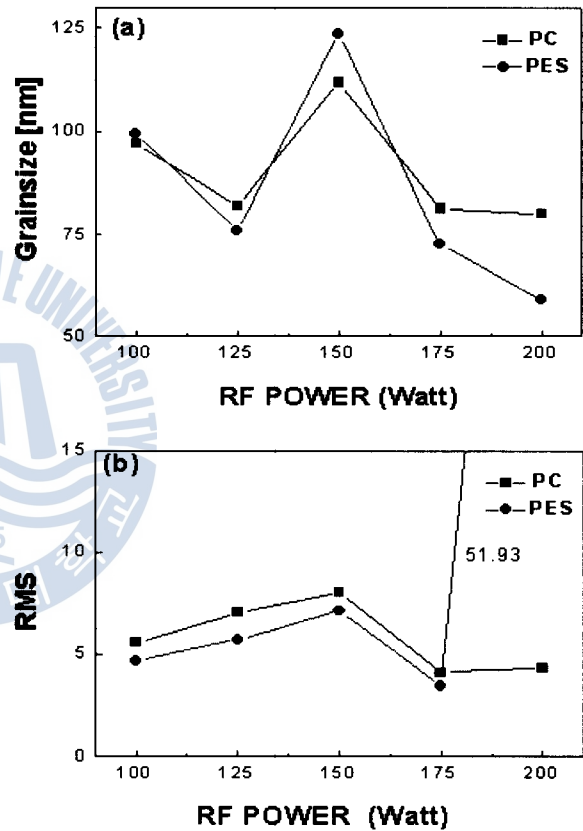 (a)
PC
PES
125
100
75
50
Grainsize [nm]
100 125 150 175 200
RF POWER (Watt)
(b)
PC
PES
15
10
5
0
RMS
51.93
100 125 150 175 200
RF POWER (Watt)
UNIVERSITY